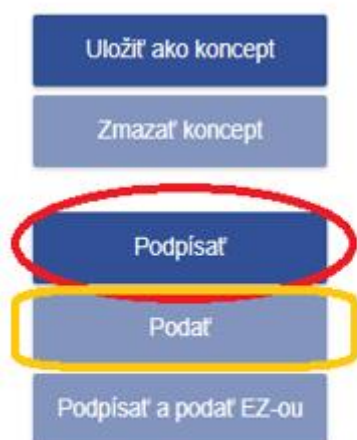 Uložiť ako koncept
Zmazať koncept
Podpísať
Podať
Podpísať a podať EZ-ou